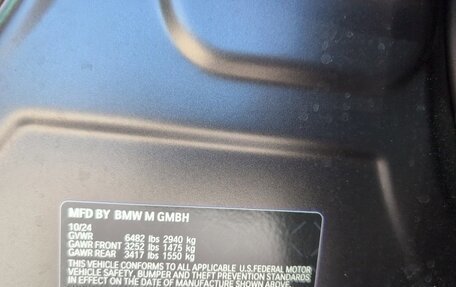 MFD BY BMW M GMBH
10/24
GVWR 6482 lbs 2940 kg
GAWR FRONT 3252 lbs 1475 kg
GAWR REAR 3417 lbs 1550 kg
THIS VEHICLE CONFORMS TO ALL APPLICABLE U.S.FEDERAL MOTOR
VEHICLE SAFETY, BUMPER AND THEFT PREVENTION STANDARDS
IN EFFECT ON THE DATE OF MANUFACTURE SHOWN ABOVE